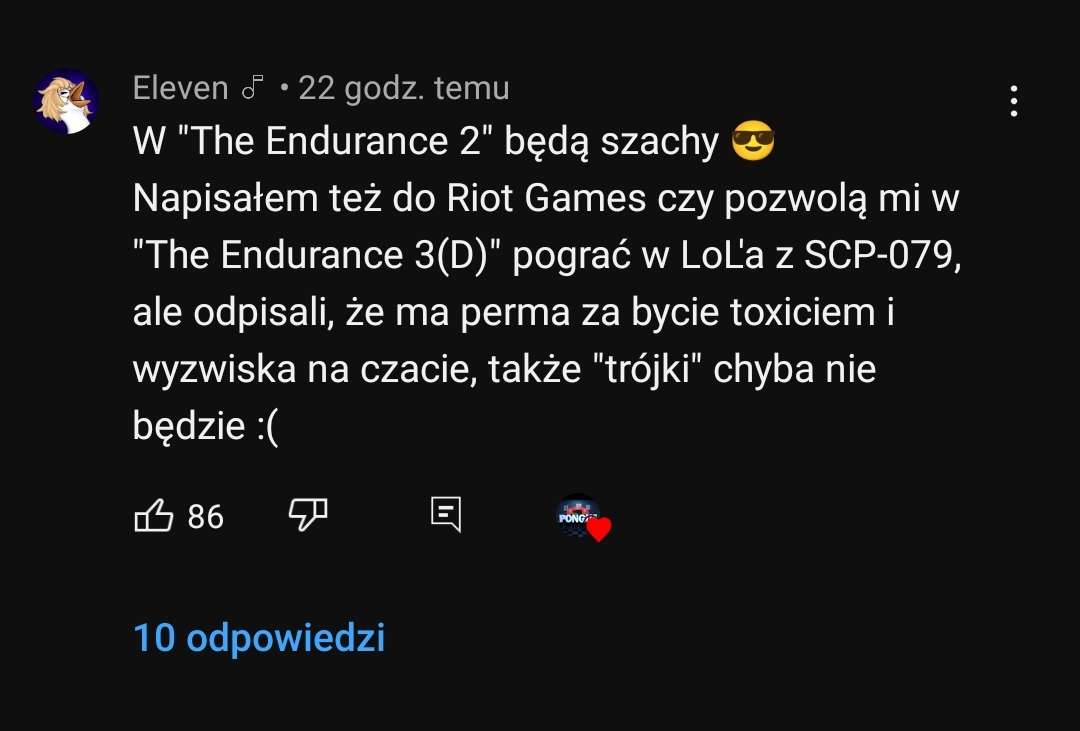 Eleven 🎵 • 22 godz. temu
W "The Endurance 2" będą szachy 😎
Napisałem też do Riot Games czy pozwolą mi w
"The Endurance 3(D)" pograć w LoL'a z SCP-079,
ale odpisali, że ma perma za bycie toxiciem i
wyzwiska na czacie, także "trójki" chyba nie
będzie :(
86
PONG
10 odpowiedzi